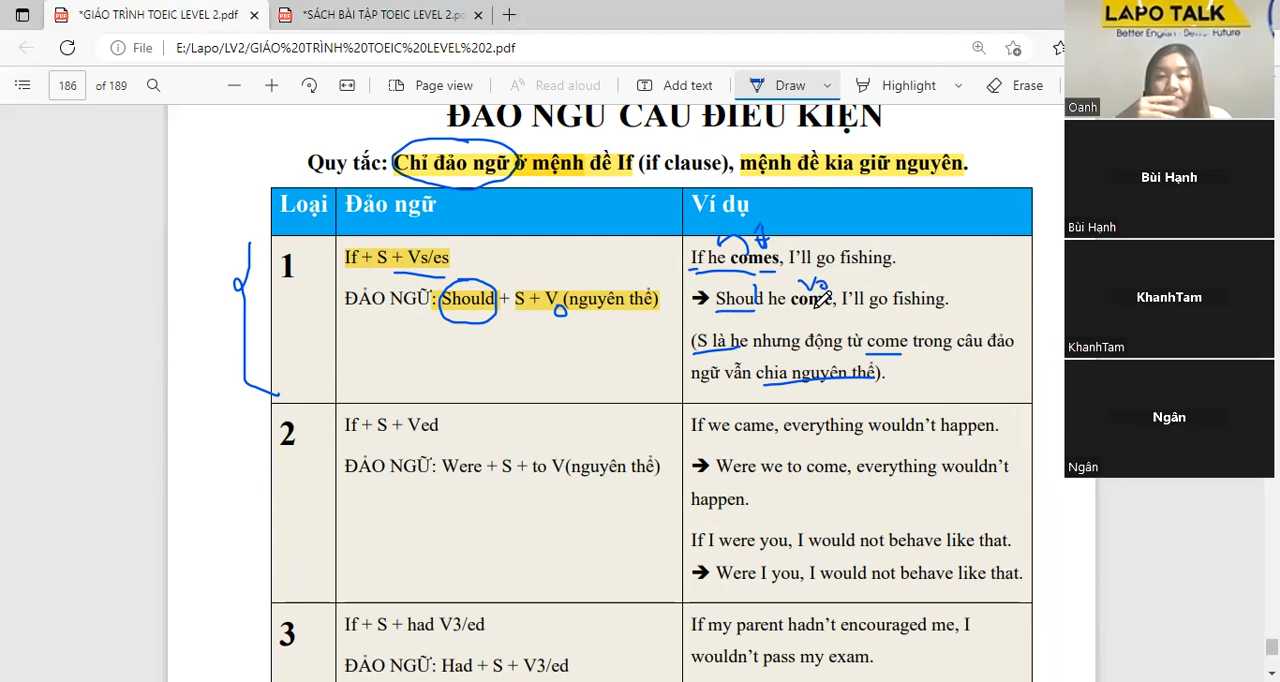 *GIÁO TRÌNH TOEIC LEVEL 2.pdf
*SÁCH BÀI TẬP TOEIC LEVEL 2.pc
File
E:/Lapo/LV2/GIÁO%20TRÌNH%20TOEIC%20LEVEL%202.pdf
186 of 189
Page view
Read aloud
Add text
Draw
Highlight
Erase
ĐẢO NGỮ CÂU ĐIỀU KIỆN
Quy tắc: Chỉ đảo ngữ ở mệnh đề If (if clause), mệnh đề kia giữ nguyên.
Loại Đảo ngữ Ví dụ
1
If + S + Vs/es
ĐẢO NGỮ: Should + S + V (nguyên thể)
If he comes, I’ll go fishing.
➔ Shoud he come, I’ll go fishing.
(S là he nhưng động từ come trong câu đảo
ngữ vẫn chia nguyên thể).
2
If + S + Ved
ĐẢO NGỮ: Were + S + to V(nguyên thể)
If we came, everything wouldn’t happen.
➔ Were we to come, everything wouldn’t
happen.
If I were you, I would not behave like that.
➔ Were I you, I would not behave like that.
3
If + S + had V3/ed
ĐẢO NGỮ: Had + S + V3/ed
If my parent hadn’t encouraged me, I
wouldn’t pass my exam.
Vo
LAPO TALK
Better English - Better Future
Oanh
Bùi Hạnh
Bùi Hạnh
KhanhTam
KhanhTam
Ngân
Ngân